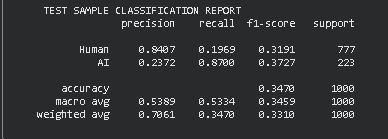 TEST SAMPLE CLASSIFICATION REPORT
precision recall f1-score support
Human 0.8407 0.1969 0.3191 777
AI 0.2372 0.8700 0.3727 223
accuracy 0.3470 1000
macro avg 0.5389 0.5334 0.3459 1000
weighted avg 0.7061 0.3470 0.3310 1000